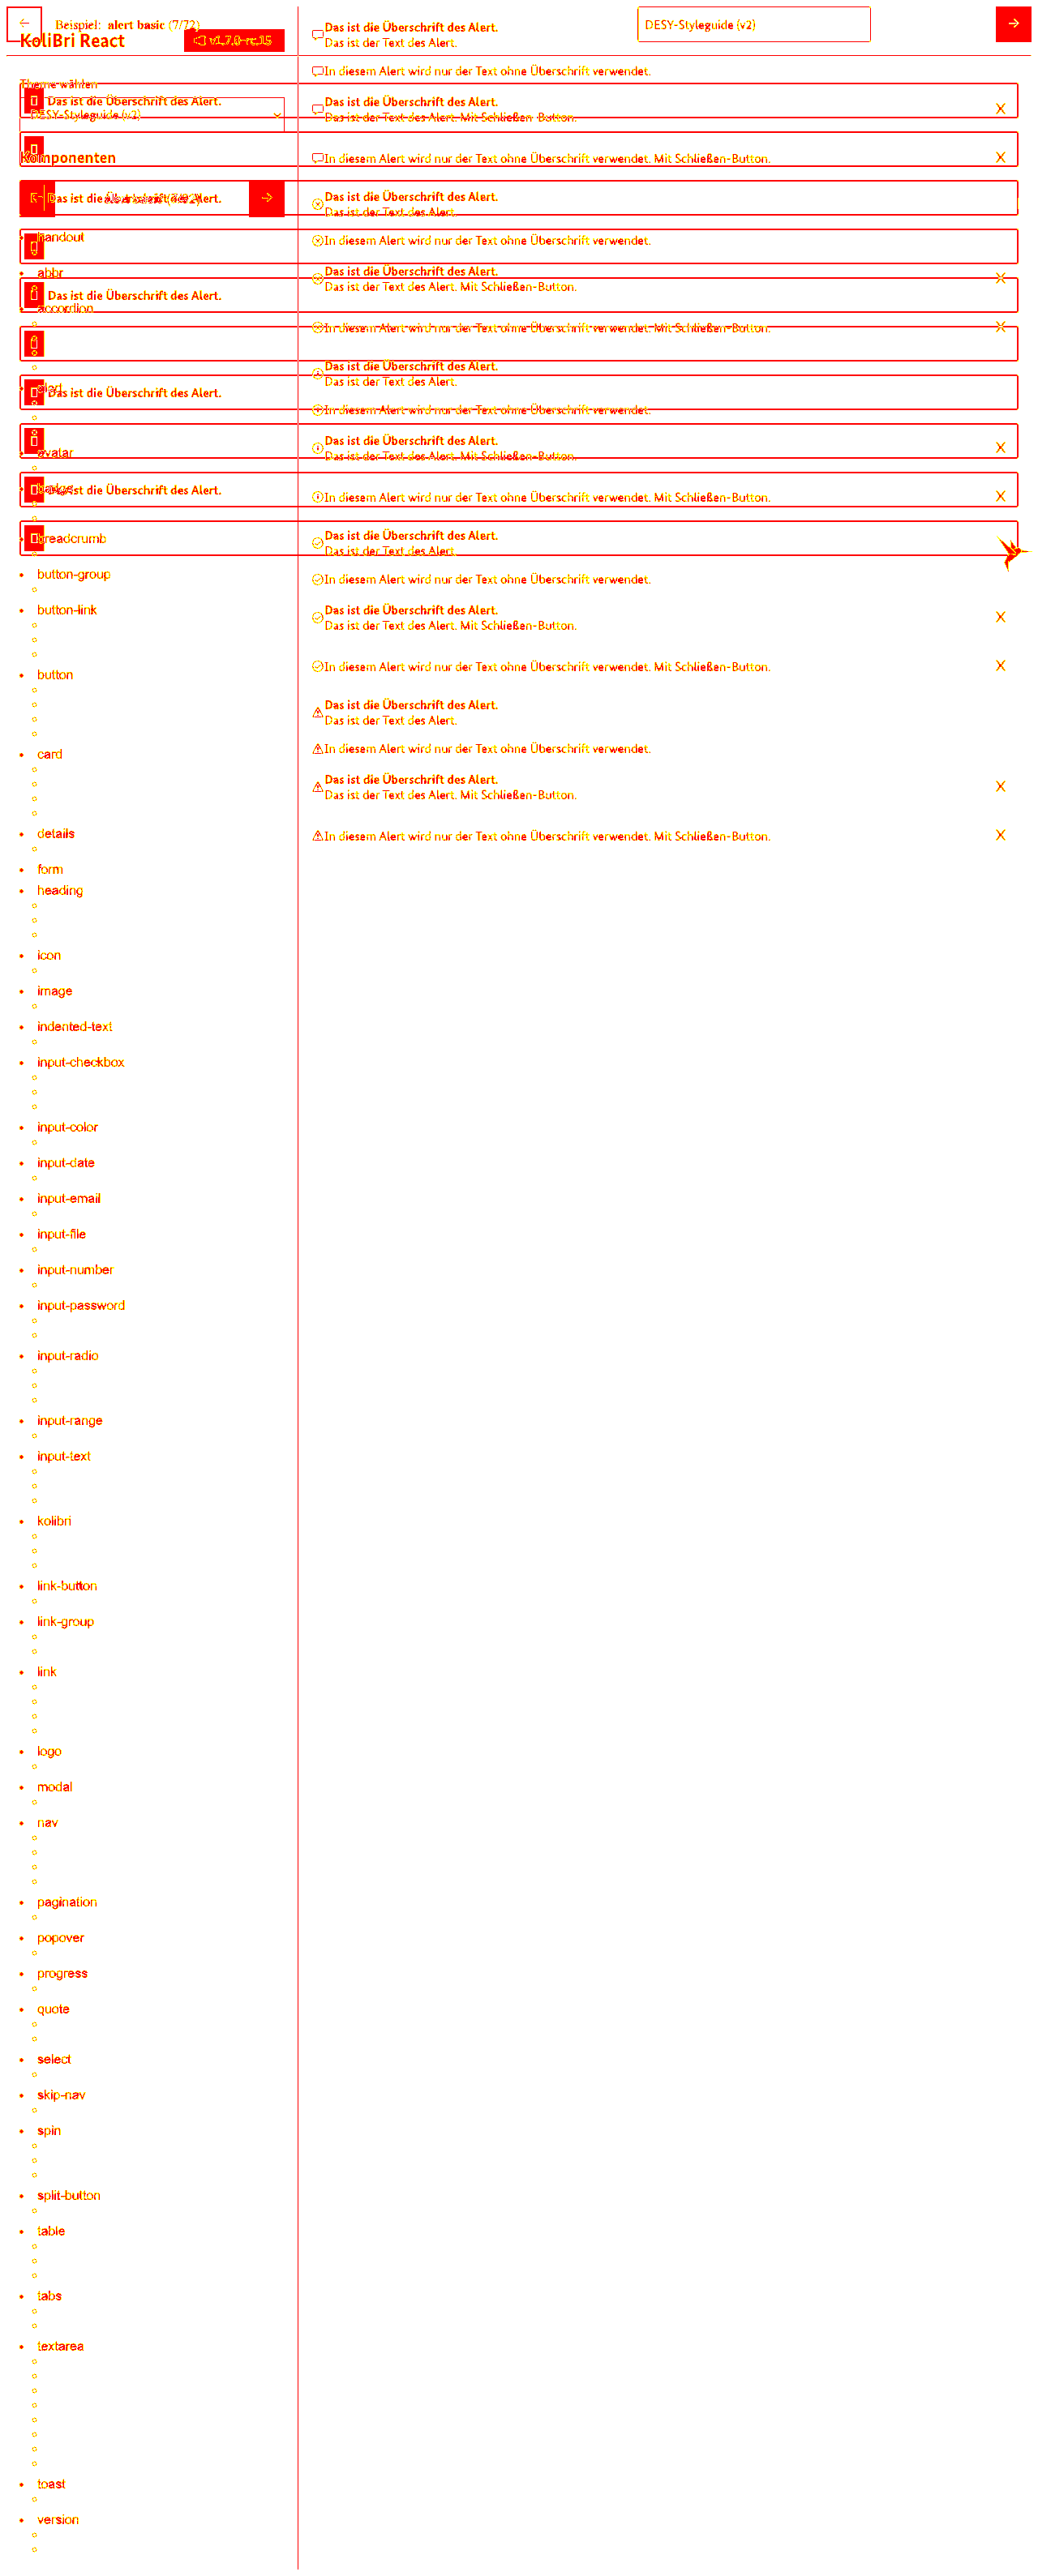 Beispiel: alert basic (7/72)
DESY-Styleguide (v2)
KoliBri React
v1.7.0-rc.15
Theme wählen
DESY-Styleguide (v2)
Komponenten
Das ist die Überschrift des Alert.
Das ist die Überschrift des Alert.
Das ist die Überschrift des Alert.
Das ist die Überschrift des Alert.
Das ist die Überschrift des Alert.
handout
abbr
accordion
alert
avatar
badge
breadcrumb
button-group
button-link
button
card
details
form
heading
icon
image
indented-text
input-checkbox
input-color
input-date
input-email
input-file
input-number
input-password
input-radio
input-range
input-text
kolibri
link-button
link-group
link
logo
modal
nav
pagination
popover
progress
quote
select
skip-nav
spin
split-button
table
tabs
textarea
toast
version
Das ist die Überschrift des Alert.
Das ist der Text des Alert.
In diesem Alert wird nur der Text ohne Überschrift verwendet.
Das ist die Überschrift des Alert.
Das ist der Text des Alert. Mit Schließen-Button.
In diesem Alert wird nur der Text ohne Überschrift verwendet. Mit Schließen-Button.
Das ist die Überschrift des Alert.
Das ist der Text des Alert.
In diesem Alert wird nur der Text ohne Überschrift verwendet.
Das ist die Überschrift des Alert.
Das ist der Text des Alert. Mit Schließen-Button.
In diesem Alert wird nur der Text ohne Überschrift verwendet. Mit Schließen-Button.
Das ist die Überschrift des Alert.
Das ist der Text des Alert.
In diesem Alert wird nur der Text ohne Überschrift verwendet.
Das ist die Überschrift des Alert.
Das ist der Text des Alert. Mit Schließen-Button.
In diesem Alert wird nur der Text ohne Überschrift verwendet. Mit Schließen-Button.
Das ist die Überschrift des Alert.
Das ist der Text des Alert.
In diesem Alert wird nur der Text ohne Überschrift verwendet.
Das ist die Überschrift des Alert.
Das ist der Text des Alert. Mit Schließen-Button.
In diesem Alert wird nur der Text ohne Überschrift verwendet. Mit Schließen-Button.
Das ist die Überschrift des Alert.
Das ist der Text des Alert.
In diesem Alert wird nur der Text ohne Überschrift verwendet.
Das ist die Überschrift des Alert.
Das ist der Text des Alert. Mit Schließen-Button.
In diesem Alert wird nur der Text ohne Überschrift verwendet. Mit Schließen-Button.